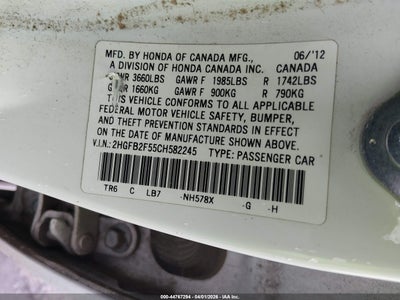 MFD. BY HONDA OF CANADA MFG., 06/'12
A DIVISION OF HONDA CANADA INC. CANADA
WR 3660LBS GAWR F 1985LBS R 1742LBS
G R 1660KG GAWR F 900KG R 790KG
THIS VEHICLE CONFORMS TO ALL APPLICABLE
FEDERAL MOTOR VEHICLE SAFETY, BUMPER,
AND THEFT PREVENTION STANDARDS IN EFFECT
ON THE DATE OF MANUFACTURE SHOWN ABOVE.
V.I.N.: 2HGFB2F55CH582245 TYPE: PASSENGER CAR
TR6 C LB7 -NH578X -G -H
000-44767294 - 04/01/2026 - IAAI.COM